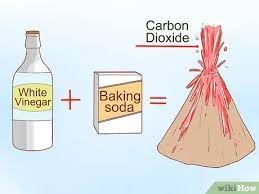 Carbon
Dioxide
White
Vinegar
+
Baking
soda
=
wikiHow